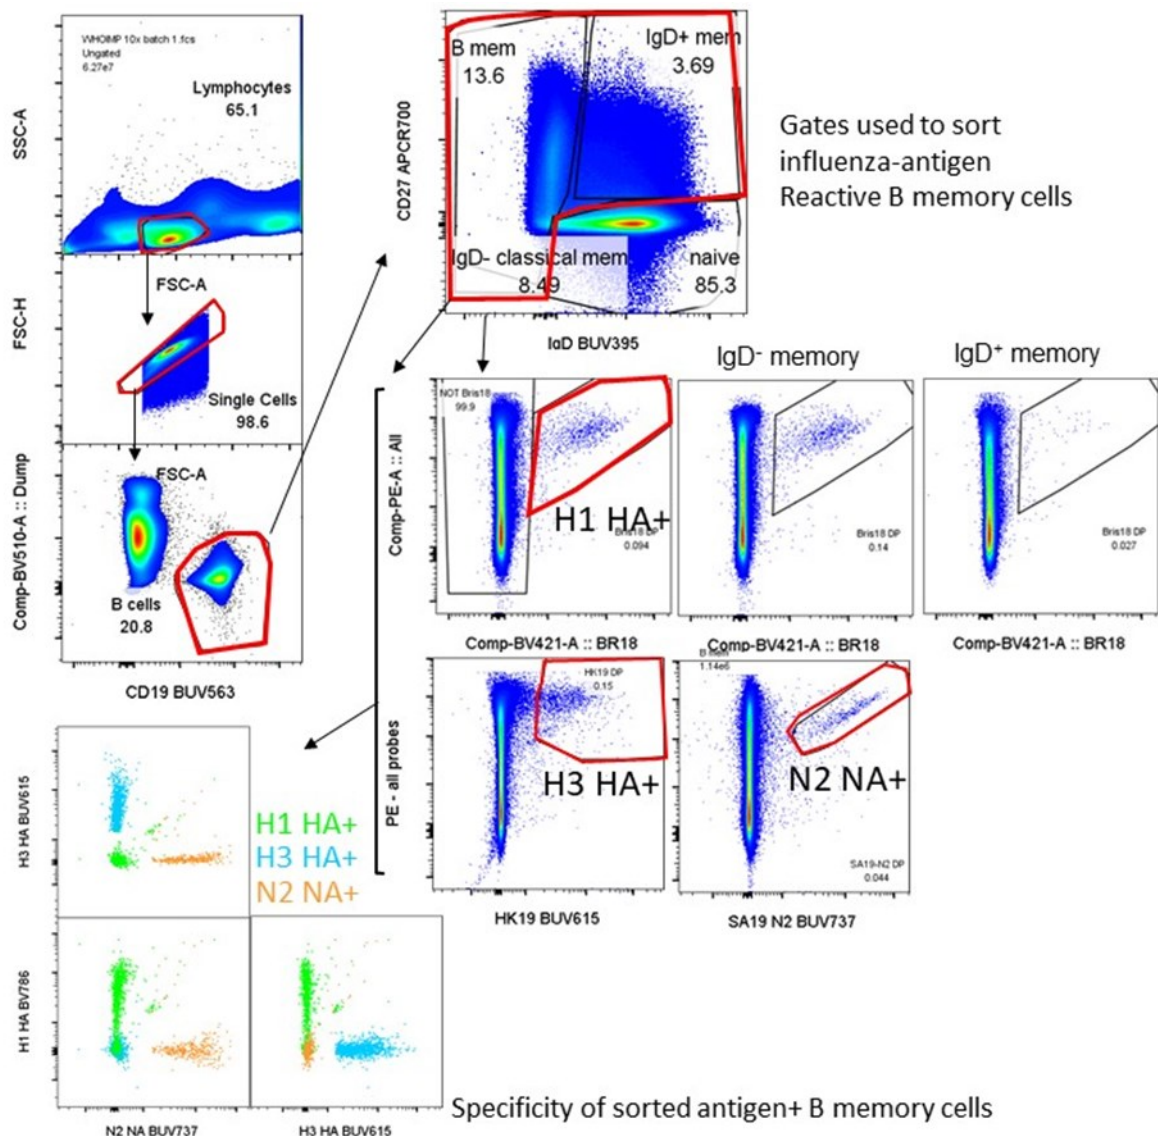 WHOIMP 10x batch 1.fcs
Ungated
6.27e7
Lymphocytes
65.1
SSC-A
FSC-A
FSC-H
Single Cells
98.6
FSC-A
Comp-BV510-A :: Dump
B cells
20.8
CD19 BUV563
B mem
13.6
IgD+ mem
3.69
CD27 APCR700
IgD- classical mem
8.49
naive
85.3
IgD BUV395
Gates used to sort
influenza-antigen
Reactive B memory cells
IgD- memory
IgD+ memory
Comp-PE-A :: All
NOT Bris18
99.9
H1 HA+
Bris18 DP
0.094
Bris18 DP
0.14
Bris18 DP
0.027
Comp-BV421-A :: BR18
Comp-BV421-A :: BR18
Comp-BV421-A :: BR18
PE - all probes
HK19 DP
0.15
H3 HA+
HK19 BUV615
B mem
1.14e6
N2 NA+
SA19-N2 DP
0.044
SA19 N2 BUV737
H3 HA BUV615
H1 HA+
H3 HA+
N2 NA+
H1 HA BV786
N2 NA BUV737
H3 HA BUV615
Specificity of sorted antigen+ B memory cells